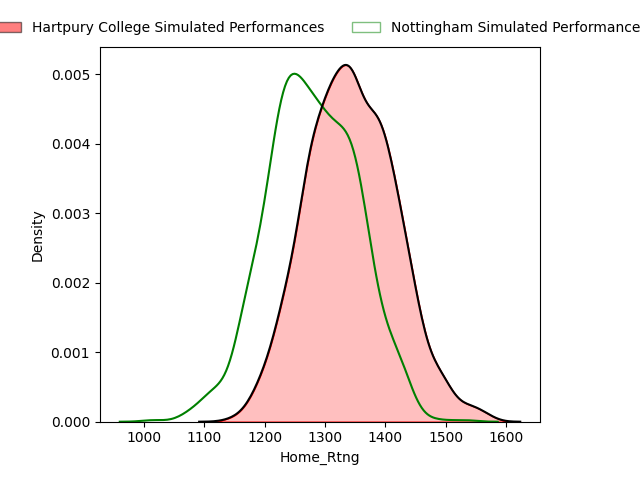 Hartpury College Simulated Performances
Nottingham Simulated Performance
0.005
0.004
0.003
0.002
0.001
0.000
Density
1000 1100 1200 1300 1400 1500 1600
Home_Rtng